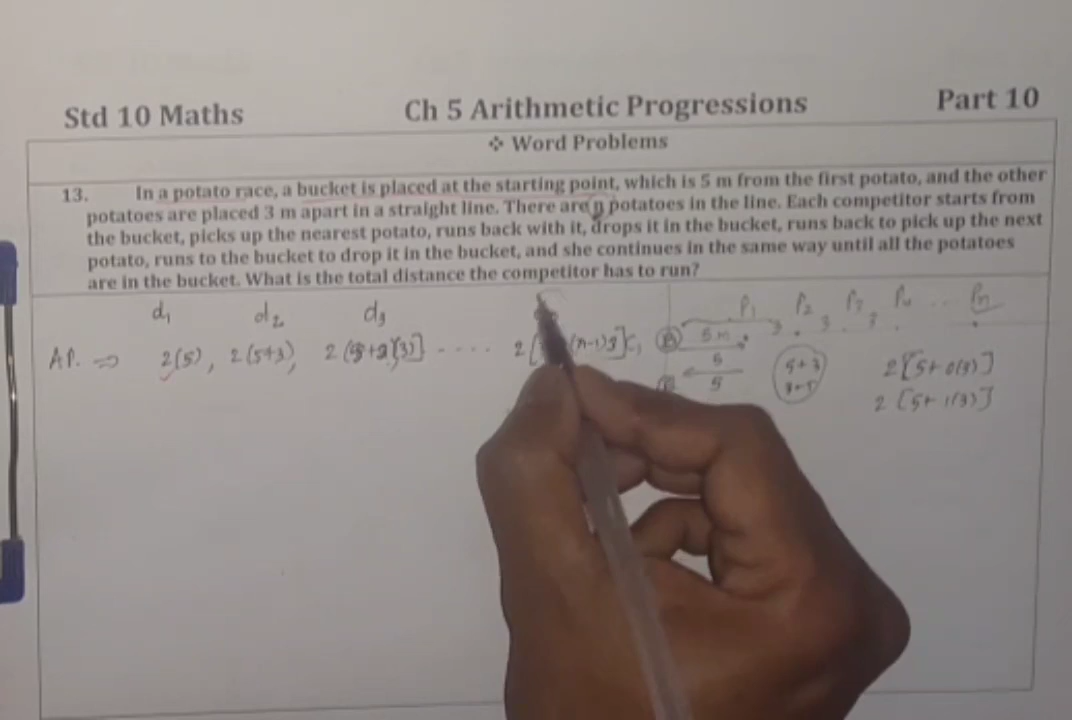 Std 10 Maths Ch 5 Arithmetic Progressions Part 10
❖ Word Problems
13. In a potato race, a bucket is placed at the starting point, which is 5 m from the first potato, and the other
potatoes are placed 3 m apart in a straight line. There are n potatoes in the line. Each competitor starts from
the bucket, picks up the nearest potato, runs back with it, drops it in the bucket, runs back to pick up the next
potato, runs to the bucket to drop it in the bucket, and she continues in the same way until all the potatoes
are in the bucket. What is the total distance the competitor has to run?
d1 d2 d3
P1 P2 P3 P4 .. Pn
3 3 3
AP. ⇒ 2(5), 2(5+3), 2(5+2)(3)] ..... 2[ (n-1)3]
B 5 m
5
5
5+3
3+5
2[5+0(3)]
2[5+1(3)]